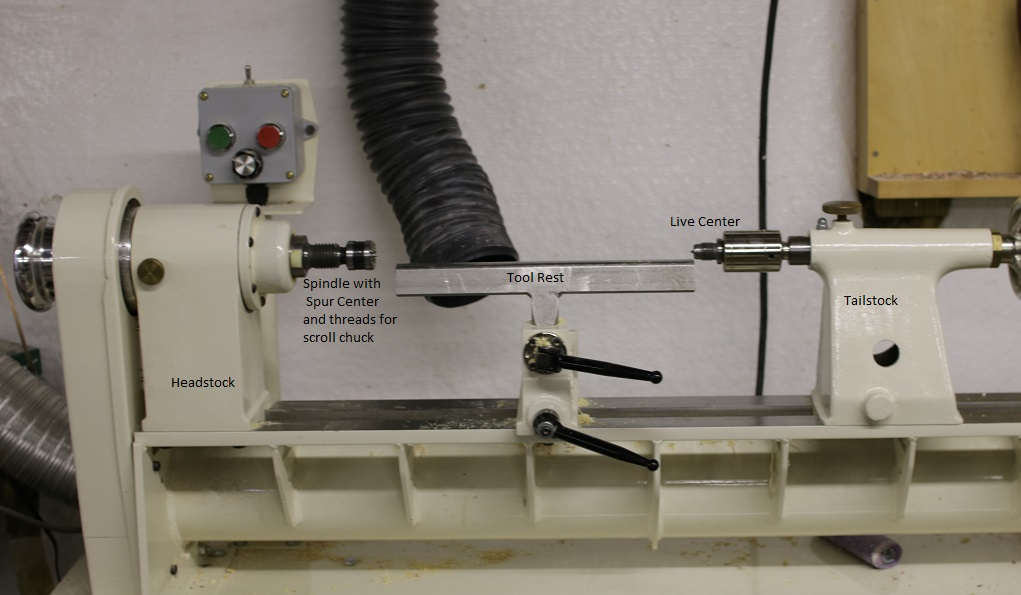 Live Center
Tool Rest
Spindle with
Spur Center
and threads for
scroll chuck
Tailstock
Headstock